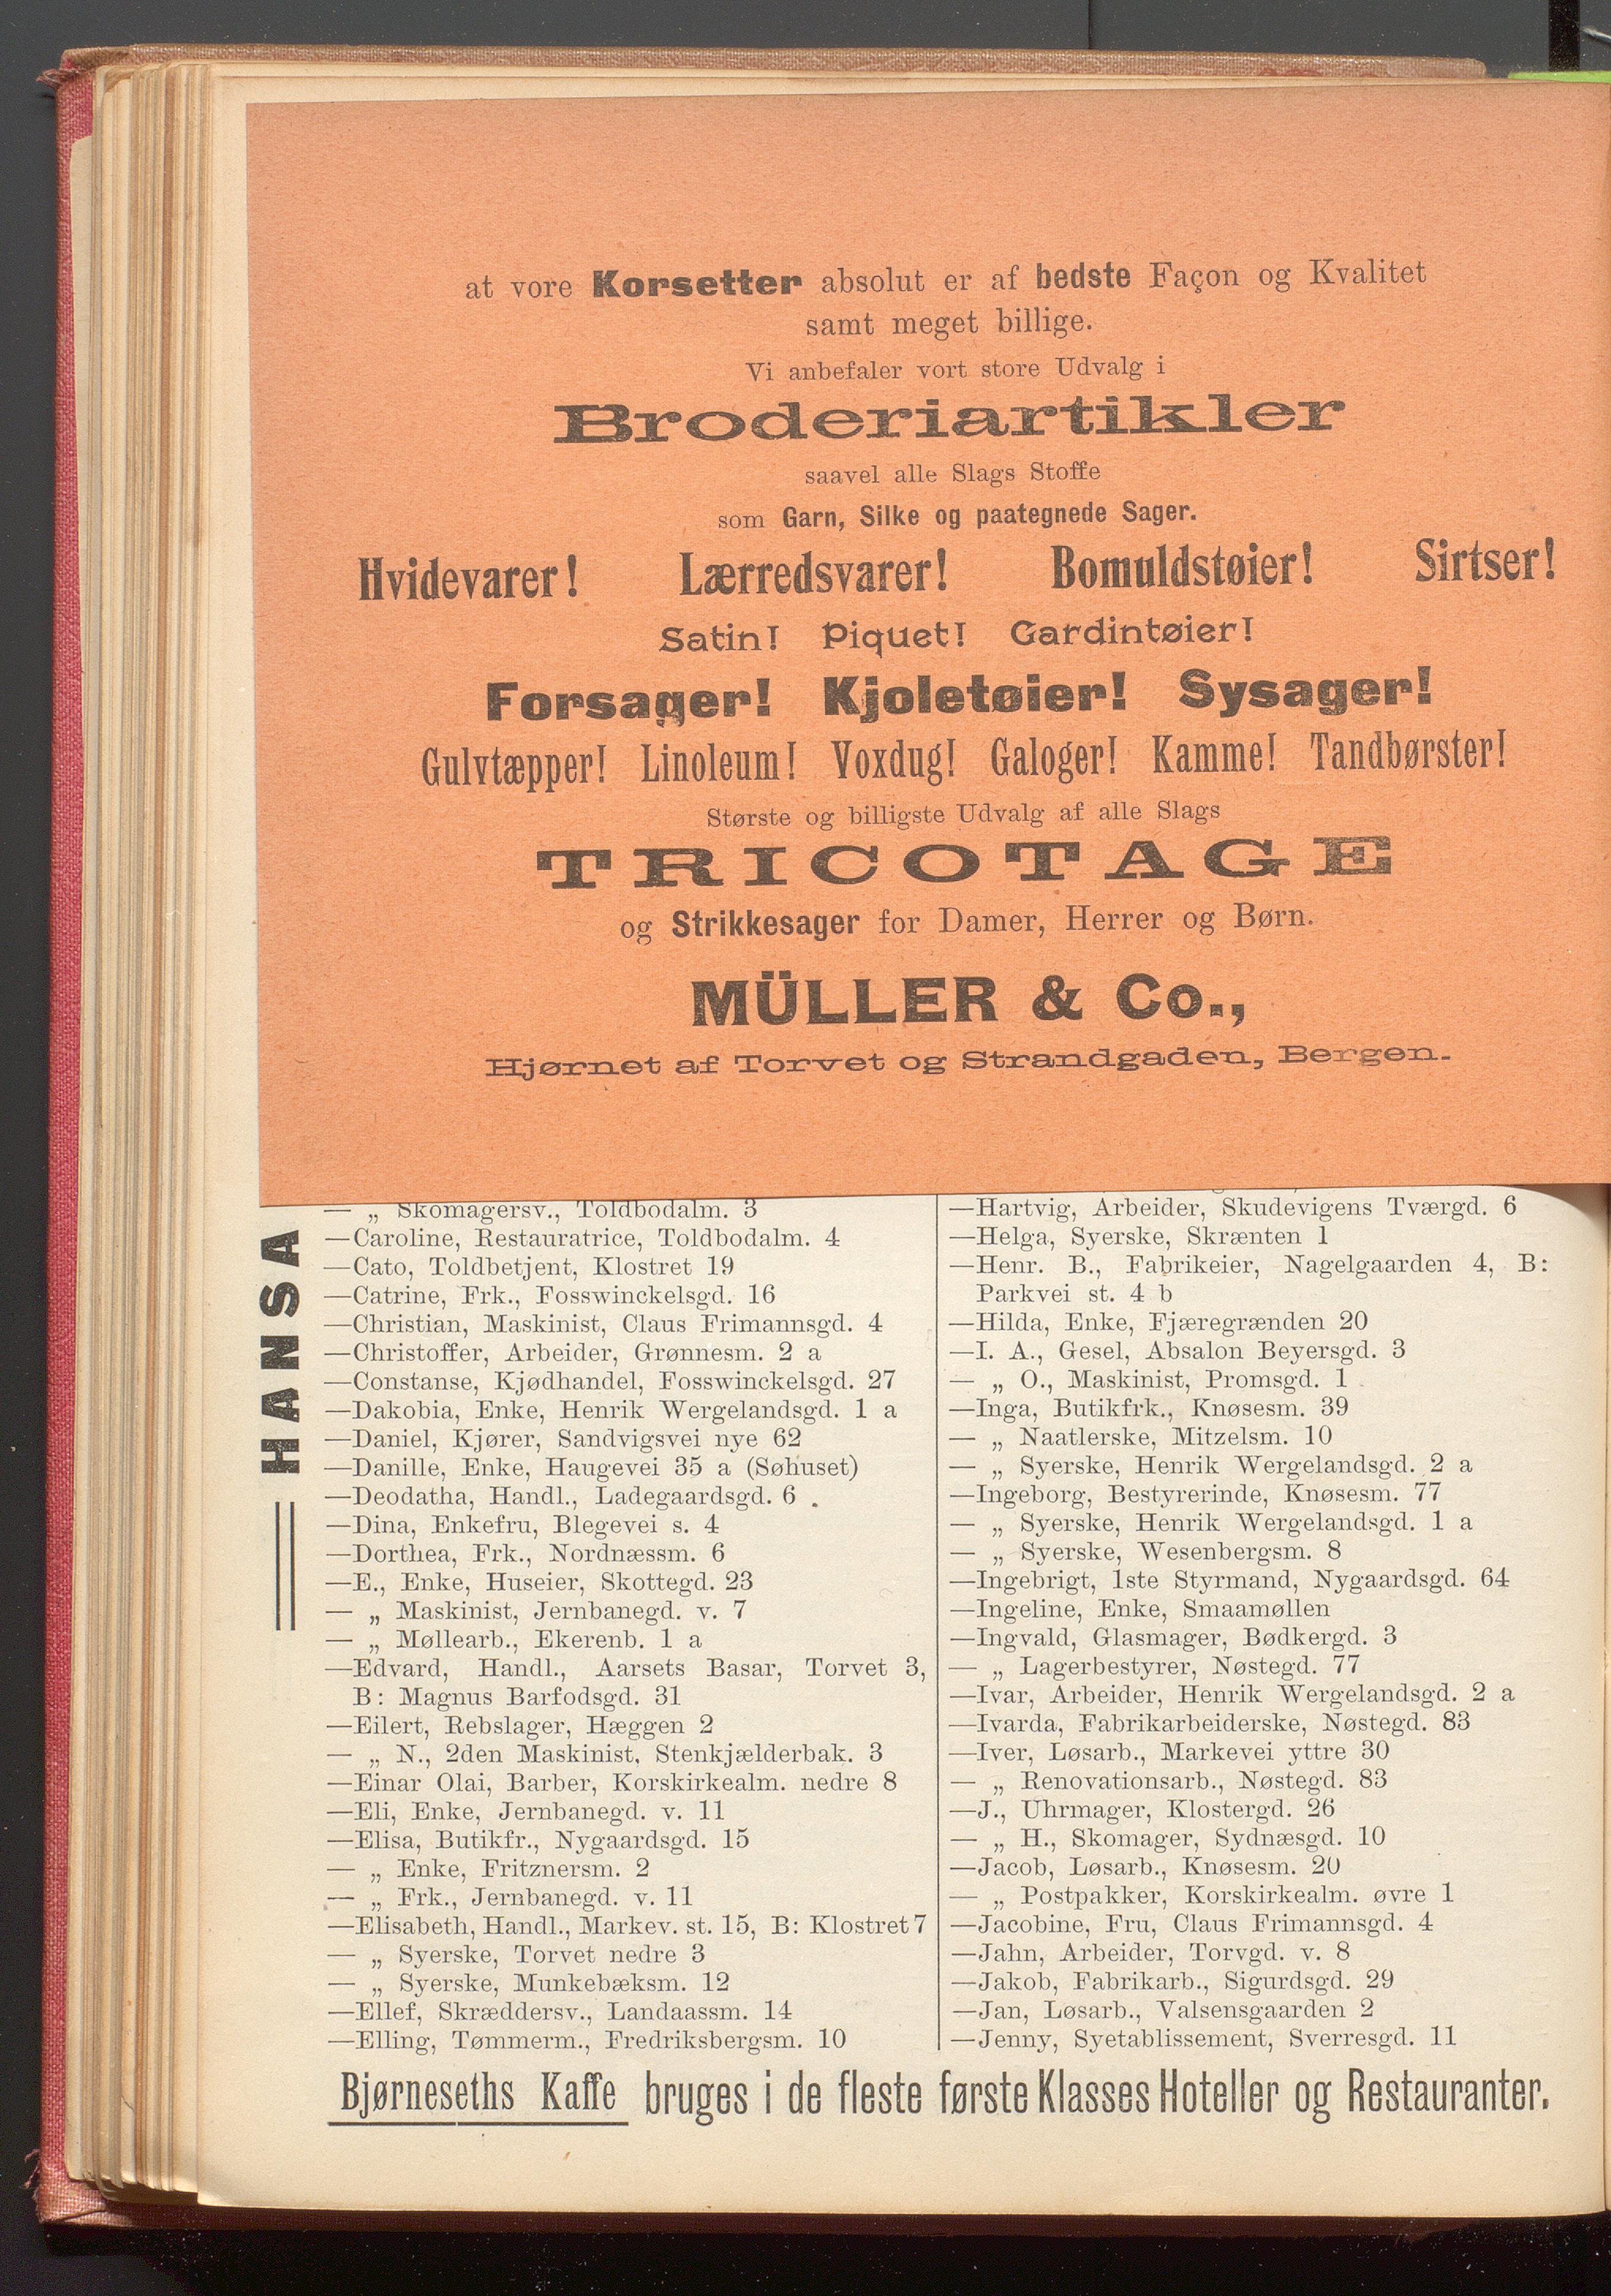 at vore Korsetter absolut er af bedste Façon og Kvalitet
samt meget billige.
Vi anbefaler vort store Udvalg i
Broderiartikler
saavel alle Slags Stoffe
som Garn, Silke og paategnede Sager.
Hvidevarer! Lærredsvarer! Bomuldstøier! Sirtser!
Satin! Piquet! Gardintøier!
Forsager! Kjoletøier! Sysager!
Gulvtæpper! Linoleum! Voxdug! Galoger! Kamme! Tandbørster!
Største og billigste Udvalg af alle Slags
TRICOTAGE
og Strikkesager for Damer, Herrer og Børn.
MÜLLER & Co.,
Hjørnet af Torvet og Strandgaden, Bergen.
HANSA
— „ Skomagersv., Toldbodalm. 3
—Caroline, Restauratrice, Toldbodalm. 4
—Cato, Toldbetjent, Klostret 19
—Catrine, Frk., Fosswinckelsgd. 16
—Christian, Maskinist, Claus Frimannsgd. 4
—Christoffer, Arbeider, Grønnesm. 2 a
—Constanse, Kjødhandel, Fosswinckelsgd. 27
—Dakobia, Enke, Henrik Wergelandsgd. 1 a
—Daniel, Kjører, Sandvigsvei nye 62
—Danille, Enke, Haugevei 35 a (Søhuset)
—Deodatha, Handl., Ladegaardsgd. 6
—Dina, Enkefru, Blegevei s. 4
—Dorthea, Frk., Nordnæssm. 6
—E., Enke, Huseier, Skottegd. 23
— „ Maskinist, Jernbanegd. v. 7
— „ Møllearb., Ekerenb. 1 a
—Edvard, Handl., Aarsets Basar, Torvet 3,
B: Magnus Barfodsgd. 31
—Eilert, Rebslager, Hæggen 2
— „ N., 2den Maskinist, Stenkjælderbak. 3
—Einar Olai, Barber, Korskirkealm. nedre 8
—Eli, Enke, Jernbanegd. v. 11
—Elisa, Butikfr., Nygaardsgd. 15
— „ Enke, Fritznersm. 2
— „ Frk., Jernbanegd. v. 11
—Elisabeth, Handl., Markev. st. 15, B: Klostret 7
— „ Syerske, Torvet nedre 3
— „ Syerske, Munkebæksm. 12
—Ellef, Skræddersv., Landaassm. 14
—Elling, Tømmerm., Fredriksbergsm. 10
—Hartvig, Arbeider, Skudevigens Tværgd. 6
—Helga, Syerske, Skrænten 1
—Henr. B., Fabrikeier, Nagelgaarden 4, B:
Parkvei st. 4 b
—Hilda, Enke, Fjæregrænden 20
—I. A., Gesel, Absalon Beyersgd. 3
— „ O., Maskinist, Promsgd. 1
—Inga, Butikfrk., Knøsesm. 39
— „ Naatlerske, Mitzelsm. 10
— „ Syerske, Henrik Wergelandsgd. 2 a
—Ingeborg, Bestyrerinde, Knøsesm. 77
— „ Syerske, Henrik Wergelandsgd. 1 a
— „ Syerske, Wesenbergsm. 8
—Ingebrigt, 1ste Styrmand, Nygaardsgd. 64
—Ingeline, Enke, Smaamøllen
—Ingvald, Glasmager, Bødkergd. 3
— „ Lagerbestyrer, Nøstegd. 77
—Ivar, Arbeider, Henrik Wergelandsgd. 2 a
—Ivarda, Fabrikarbeiderske, Nøstegd. 83
—Iver, Løsarb., Markevei yttre 30
— „ Renovationsarb., Nøstegd. 83
—J., Uhrmager, Klostergd. 26
— „ H., Skomager, Sydnæsgd. 10
—Jacob, Løsarb., Knøsesm. 20
— „ Postpakker, Korskirkealm. øvre 1
—Jacobine, Fru, Claus Frimannsgd. 4
—Jahn, Arbeider, Torvgd. v. 8
—Jakob, Fabrikarb., Sigurdsgd. 29
—Jan, Løsarb., Valsensgaarden 2
—Jenny, Syetablissement, Sverresgd. 11
Bjørneseths Kaffe bruges i de fleste første Klasses Hoteller og Restauranter.